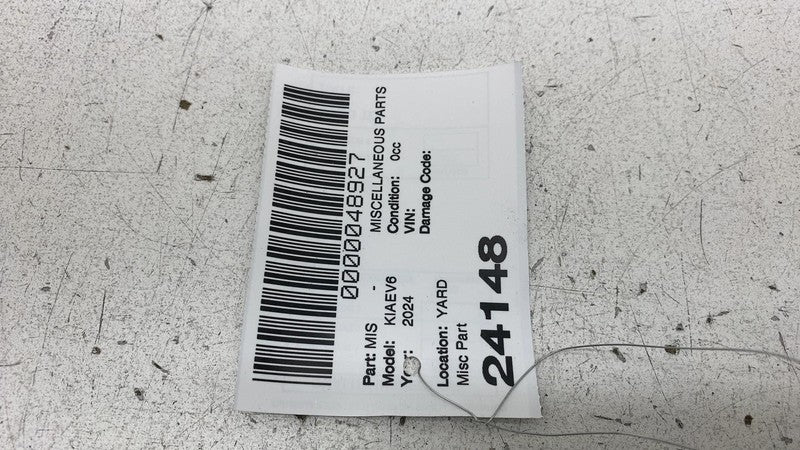 0000048927
Part: MIS - MISCELLANEOUS PARTS
Model: KIAEV6 Condition: 0cc
Year: 2024 VIN:
Damage Code:
Location: YARD
Misc Part
24148